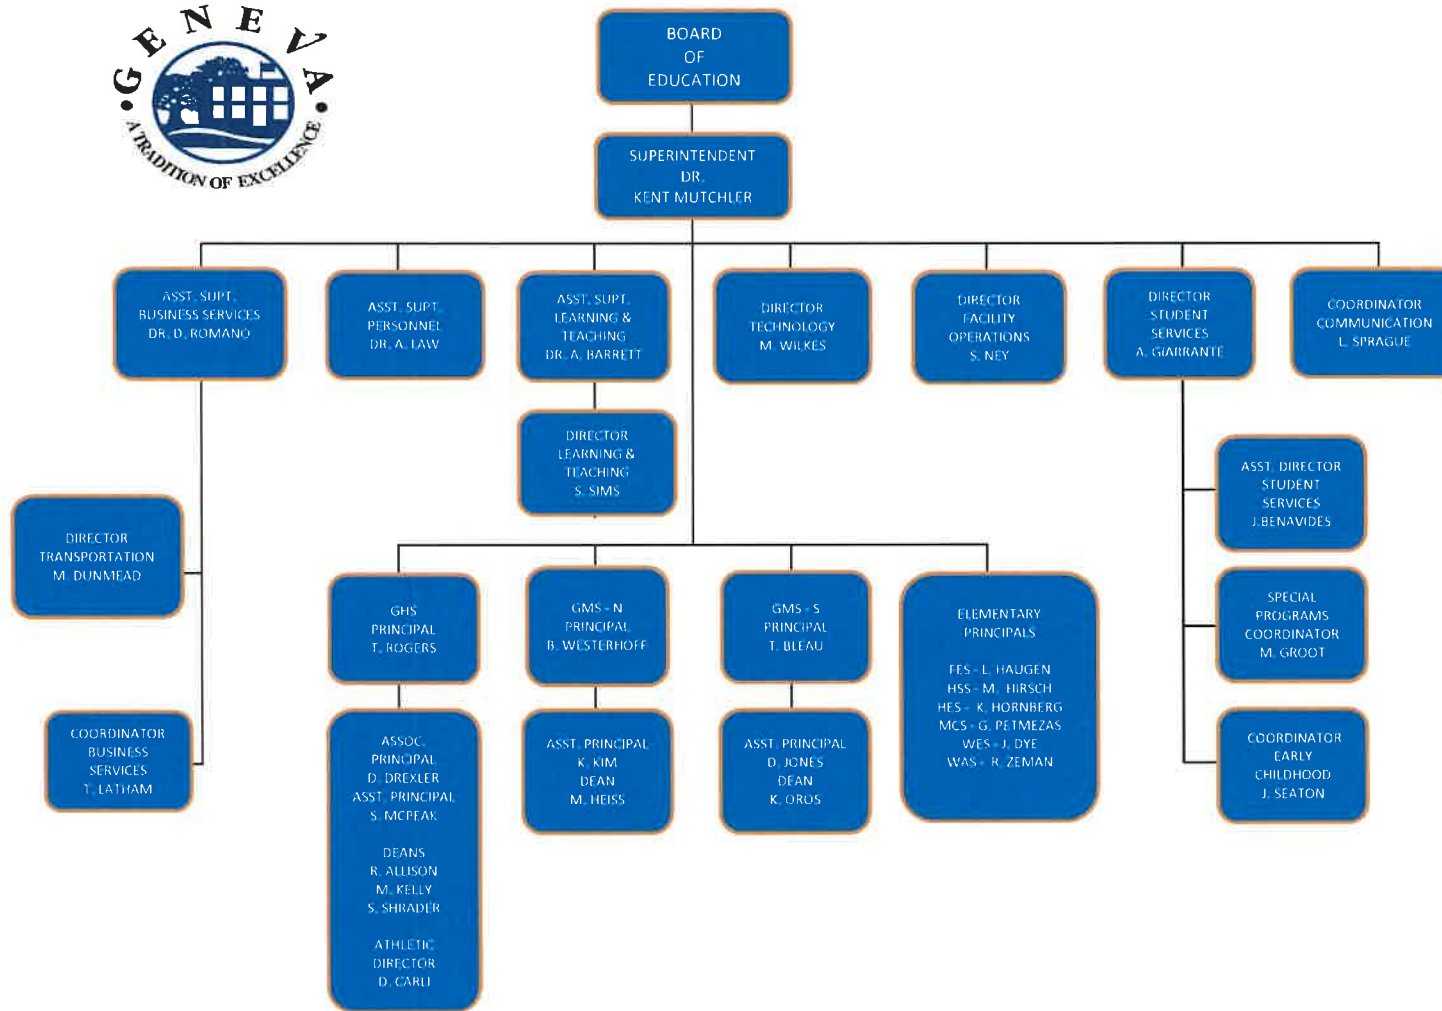 GENEVA
A TRADITION OF EXCELLENCE
BOARD
OF
EDUCATION
SUPERINTENDENT
DR.
KENT MUTCHLER
ASST. SUPT.
BUSINESS SERVICES
DR. D. ROMANO
ASST. SUPT.
PERSONNEL
DR. A. LAW
ASST. SUPT.
LEARNING &
TEACHING
DR. A. BARRETT
DIRECTOR
TECHNOLOGY
M. WILKES
DIRECTOR
FACILITY
OPERATIONS
S. NEY
DIRECTOR
STUDENT
SERVICES
A. GIARRANTE
COORDINATOR
COMMUNICATION
L. SPRAGUE
DIRECTOR
LEARNING &
TEACHING
S. SIMS
ASST. DIRECTOR
STUDENT
SERVICES
J.BENAVIDES
DIRECTOR
TRANSPORTATION
M. DUNMEAD
GHS
PRINCIPAL
T. ROGERS
GMS - N
PRINCIPAL
B. WESTERHOFF
GMS - S
PRINCIPAL
T. BLEAU
ELEMENTARY
PRINCIPALS
FES - L. HAUGEN
HSS - M. HIRSCH
HES - K. HORNBERG
MCS - G. PETMEZAS
WES - J. DYE
WAS - R. ZEMAN
SPECIAL
PROGRAMS
COORDINATOR
M. GROOT
COORDINATOR
BUSINESS
SERVICES
T. LATHAM
ASSOC.
PRINCIPAL
D. DREXLER
ASST. PRINCIPAL
S. MCPEAK
DEANS
R. ALLISON
M. KELLY
S. SHRADER
ATHLETIC
DIRECTOR
D. CARLI
ASST. PRINCIPAL
K. KIM
DEAN
M. HEISS
ASST. PRINCIPAL
D. JONES
DEAN
K. OROS
COORDINATOR
EARLY
CHILDHOOD
J. SEATON